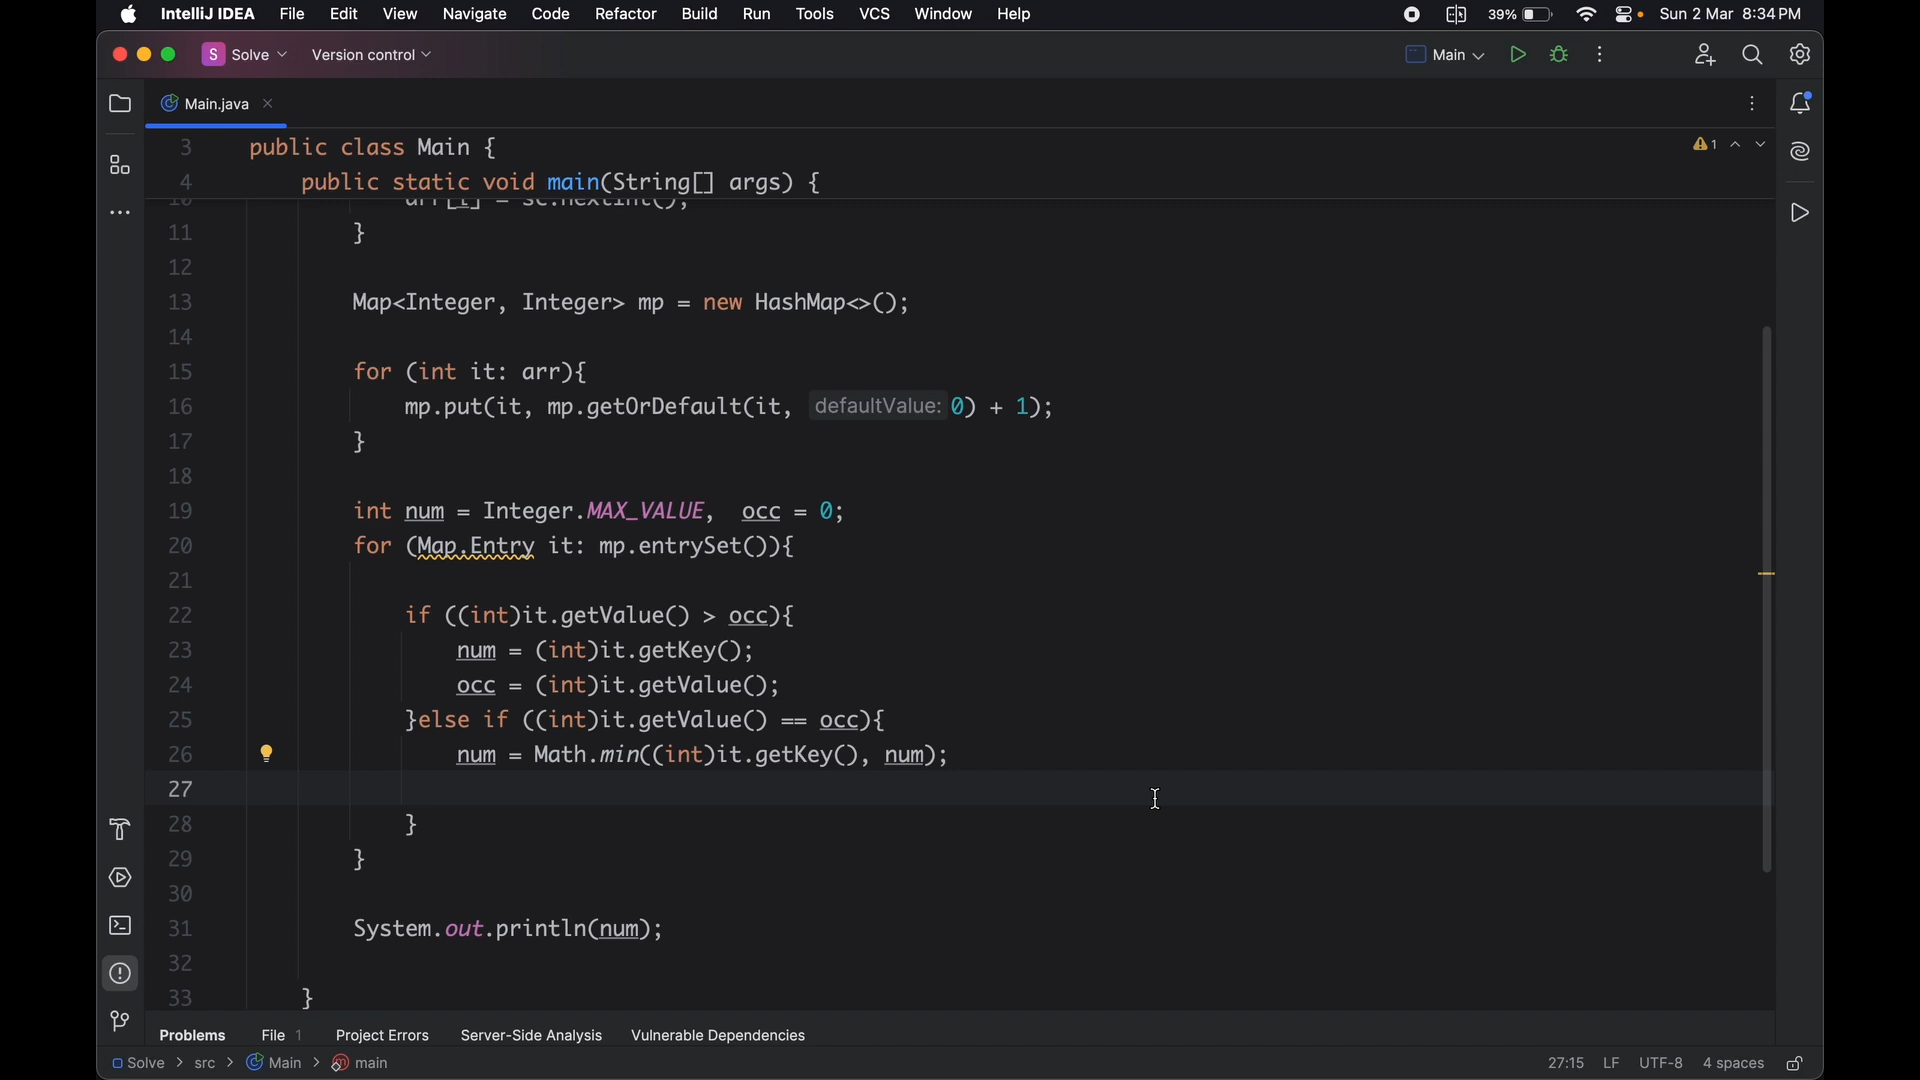 IntelliJ IDEA File Edit View Navigate Code Refactor Build Run Tools VCS Window Help 39% Sun 2 Mar 8:34 PM
S Solve Version control Main
Main.java
3 public class Main {
4 public static void main(String[] args) {
11 }
12
13 Map<Integer, Integer> mp = new HashMap<>();
14
15 for (int it: arr){
16 mp.put(it, mp.getOrDefault(it, defaultValue: 0) + 1);
17 }
18
19 int num = Integer.MAX_VALUE, occ = 0;
20 for (Map.Entry it: mp.entrySet()){
21
22 if ((int)it.getValue() > occ){
23 num = (int)it.getKey();
24 occ = (int)it.getValue();
25 }else if ((int)it.getValue() == occ){
26 num = Math.min((int)it.getKey(), num);
27
28 }
29 }
30
31 System.out.println(num);
32
33 }
1
Problems File 1 Project Errors Server-Side Analysis Vulnerable Dependencies
Solve > src > Main > main 27:15 LF UTF-8 4 spaces